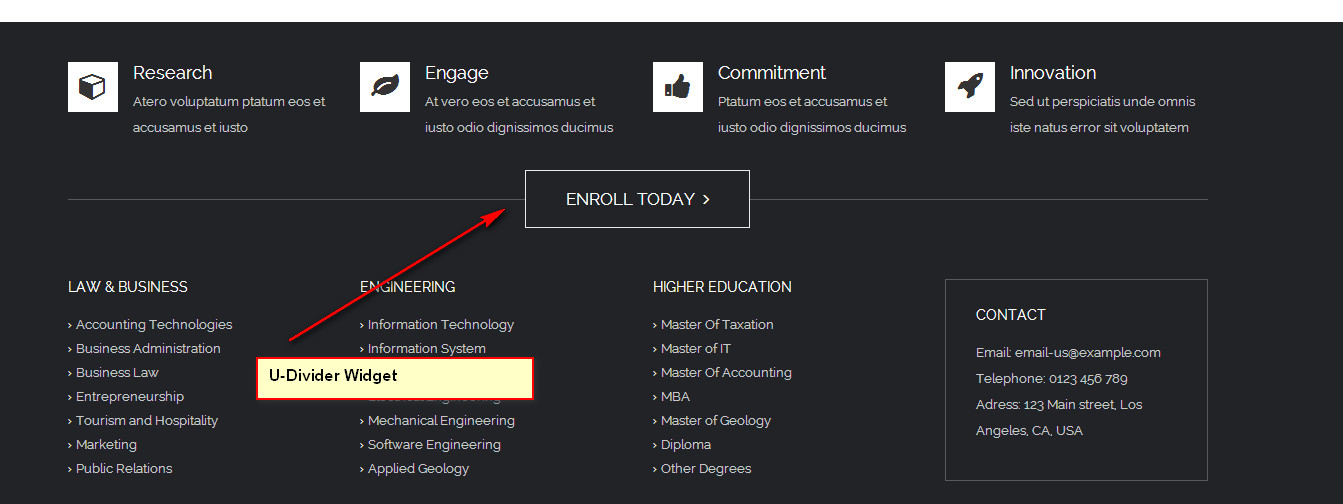 Research
Atero voluptatum ptatum eos et
accusamus et iusto
Engage
At vero eos et accusamus et
iusto odio dignissimos ducimus
Commitment
Ptatum eos et accusamus et
iusto odio dignissimos ducimus
Innovation
Sed ut perspiciatis unde omnis
iste natus error sit voluptatem
ENROLL TODAY ›
LAW & BUSINESS
› Accounting Technologies
› Business Administration
› Business Law
› Entrepreneurship
› Tourism and Hospitality
› Marketing
› Public Relations
ENGINEERING
› Information Technology
› Information System
› Mechanical Engineering
› Software Engineering
› Applied Geology
U-Divider Widget
HIGHER EDUCATION
› Master Of Taxation
› Master of IT
› Master Of Accounting
› MBA
› Master of Geology
› Diploma
› Other Degrees
CONTACT
Email: email-us@example.com
Telephone: 0123 456 789
Adress: 123 Main street, Los
Angeles, CA, USA